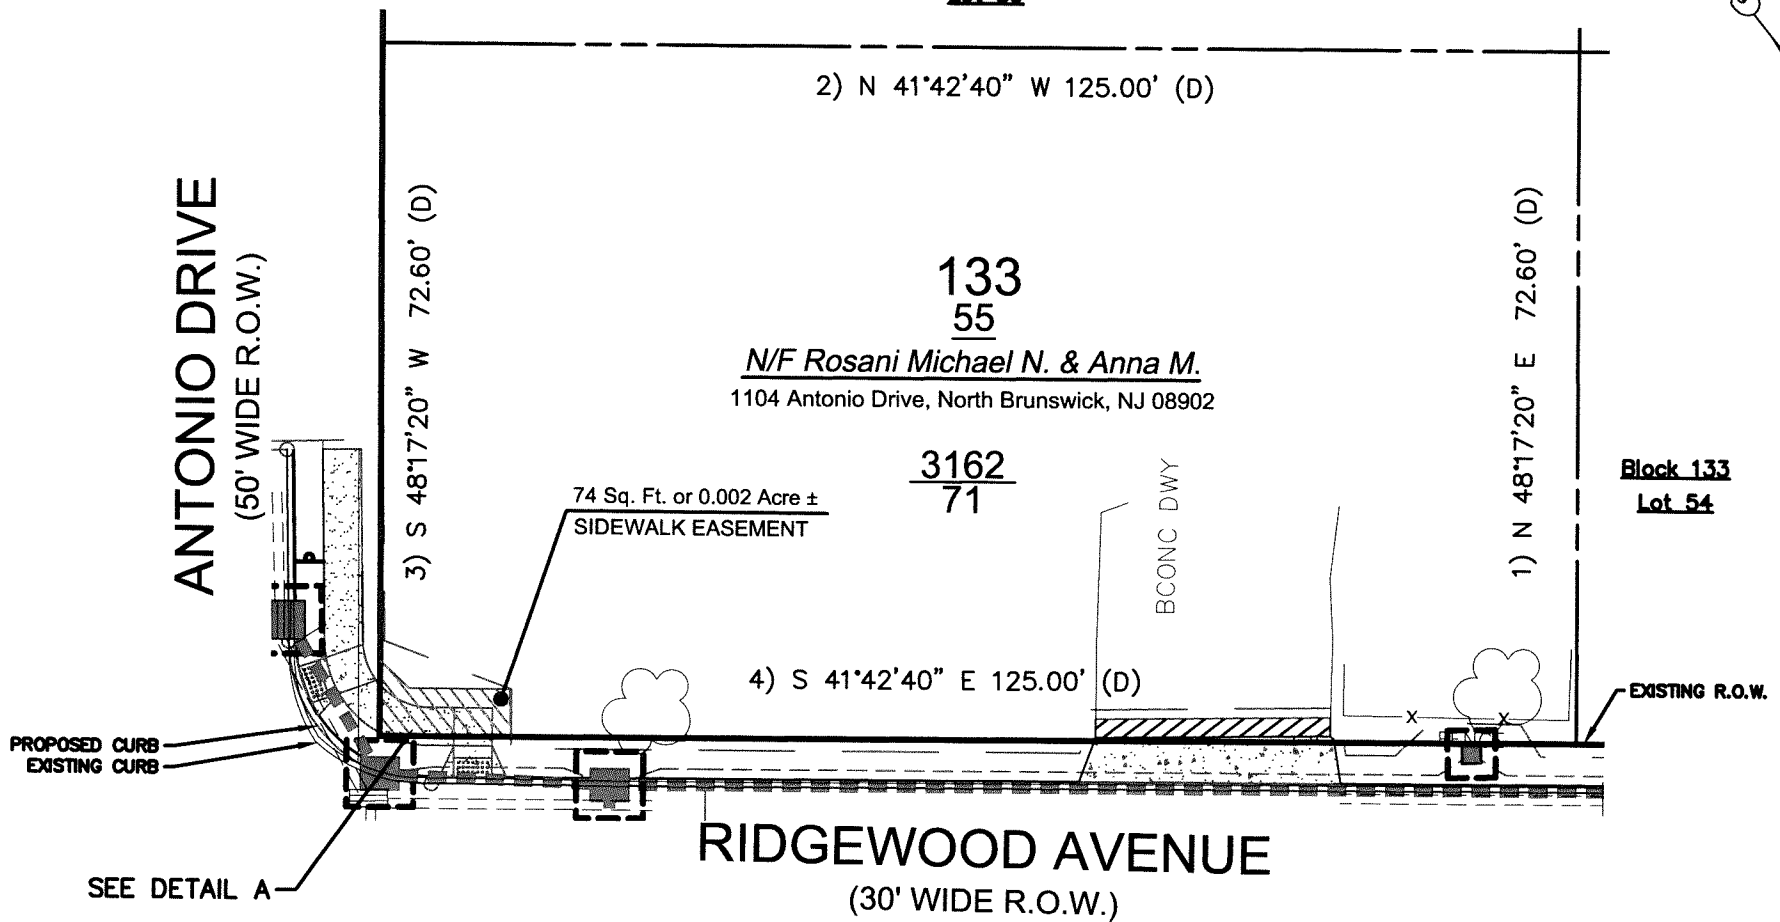 2) N 41°42'40" W 125.00' (D)
ANTONIO DRIVE
(50' WIDE R.O.W.)
3) S 48°17'20" W 72.60' (D)
1) N 48°17'20" E 72.60' (D)
133
55
N/F Rosani Michael N. & Anna M.
1104 Antonio Drive, North Brunswick, NJ 08902
3162
71
Block 133
Lot 54
74 Sq. Ft. or 0.002 Acre ±
SIDEWALK EASEMENT
BCONC DWY
4) S 41°42'40" E 125.00' (D)
X
X
EXISTING R.O.W.
PROPOSED CURB
EXISTING CURB
RIDGEWOOD AVENUE
(30' WIDE R.O.W.)
SEE DETAIL A